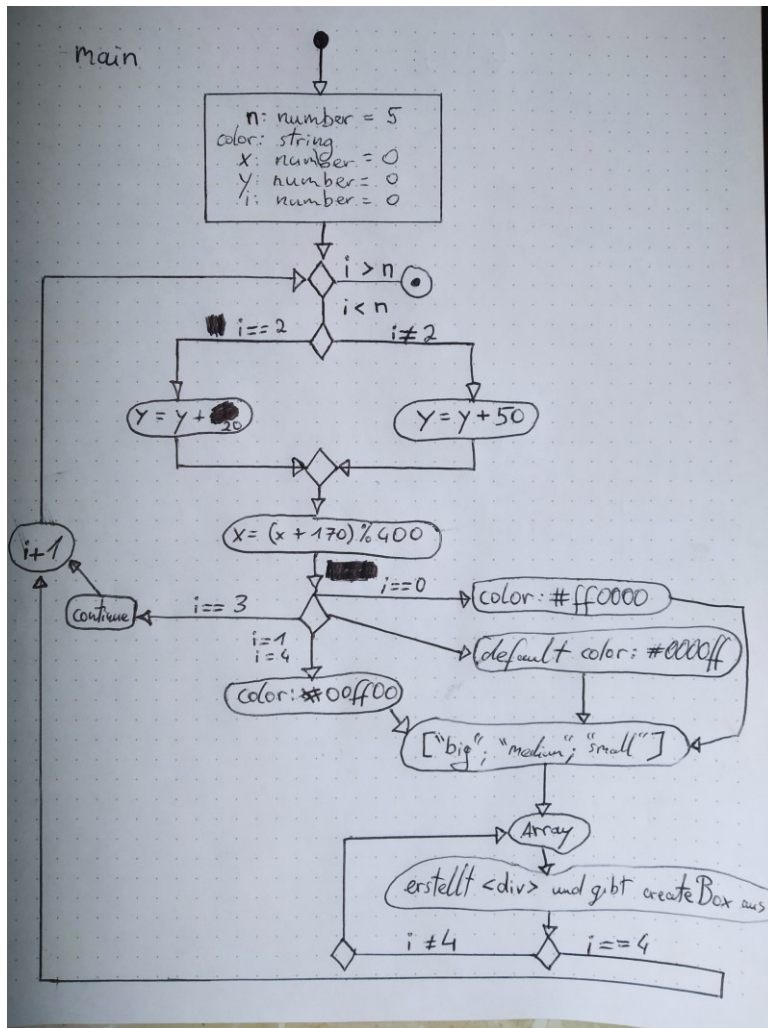 main
n: number = 5
color: string
x: number = 0
y: number = 0
i: number = 0
i > n
i < n
i == 2
i ≠ 2
y = y + 20
y = y + 50
x = (x + 170) % 400
i+1
i == 0
color: #ff0000
continue
i == 3
default color: #0000ff
i=1
i=4
color: #00ff00
["big"; "medium"; "small"]
Array
erstellt <div> und gibt createBox aus
i ≠ 4
i == 4